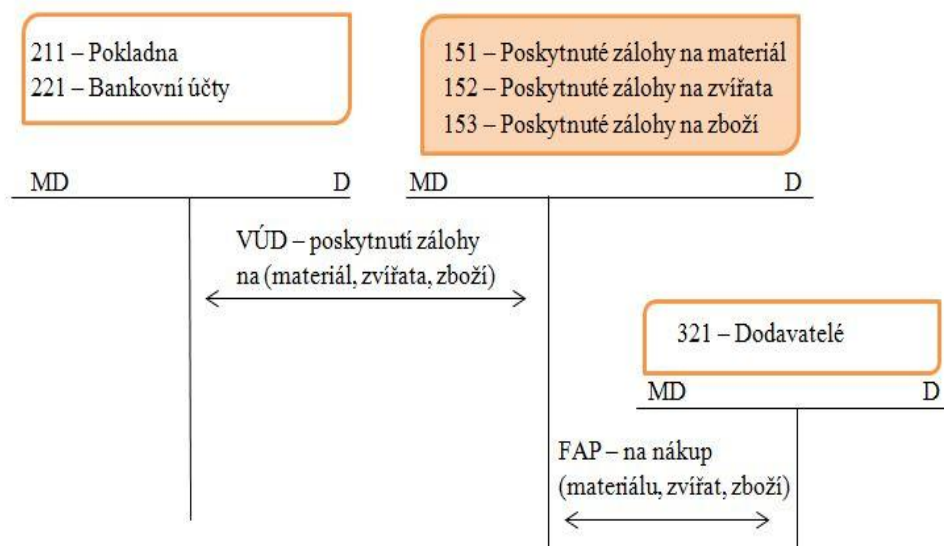 211 – Pokladna
221 – Bankovní účty
151 – Poskytnuté zálohy na materiál
152 – Poskytnuté zálohy na zvířata
153 – Poskytnuté zálohy na zboží
MD D
MD D
VÚD – poskytnutí zálohy
na (materiál, zvířata, zboží)
321 – Dodavatelé
MD D
FAP – na nákup
(materiálu, zvířat, zboží)